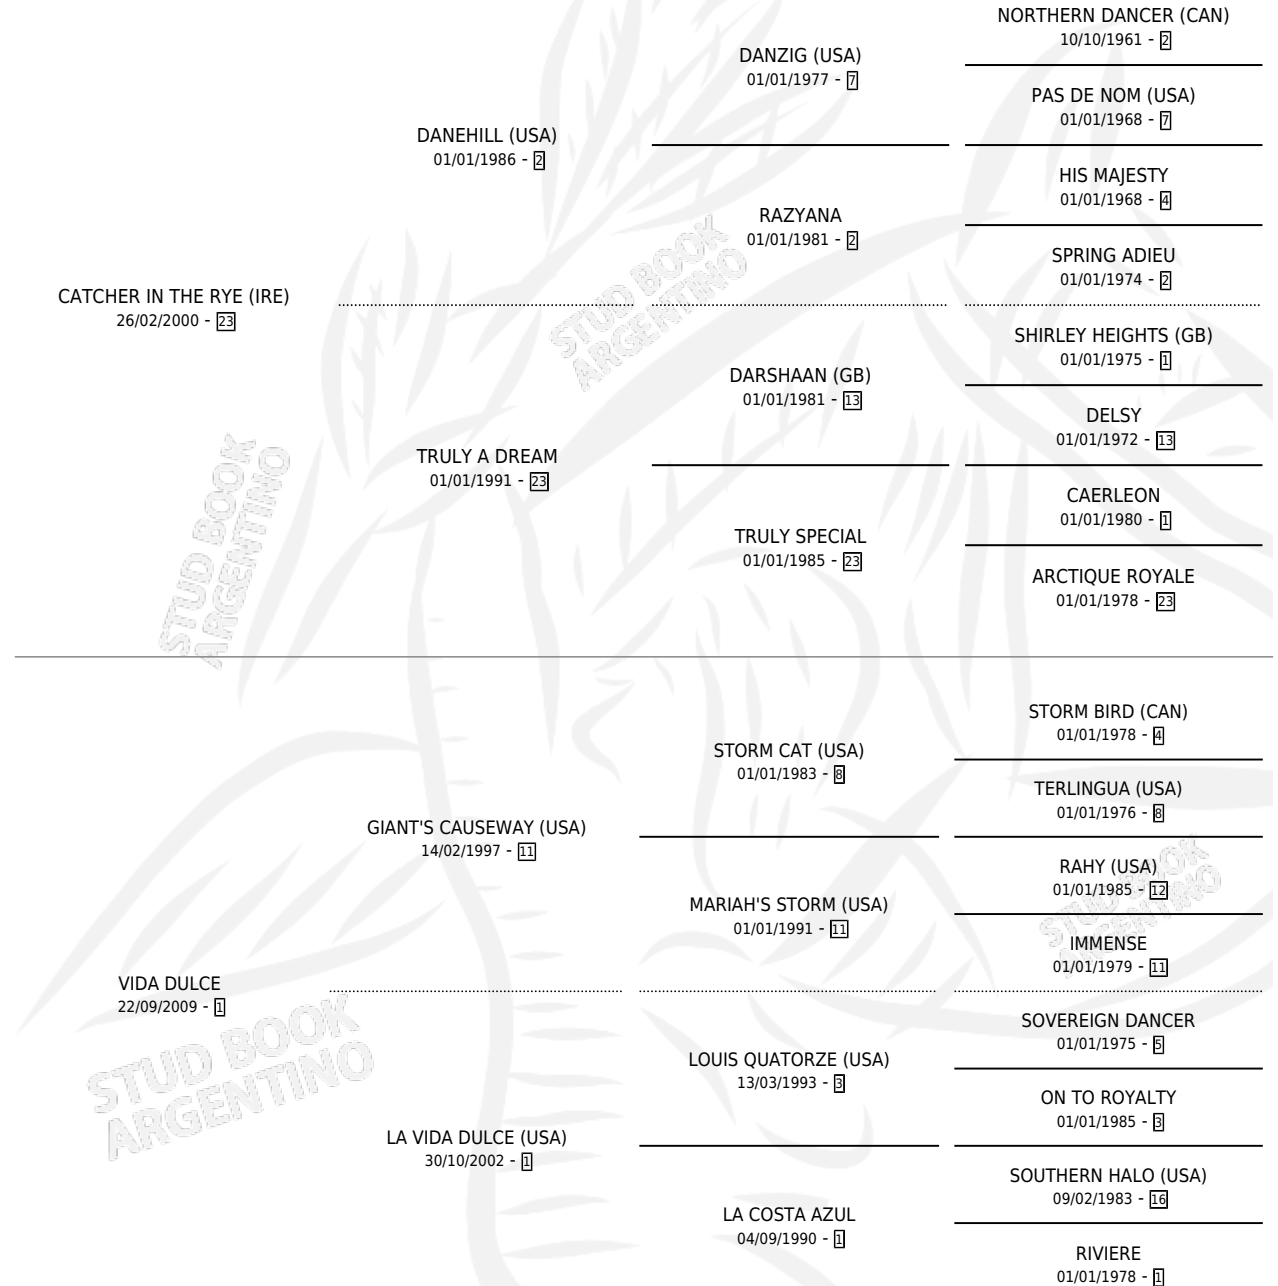 NORTHERN DANCER (CAN)
10/10/1961 - 2
DANZIG (USA)
01/01/1977 - 7
PAS DE NOM (USA)
01/01/1968 - 7
DANEHILL (USA)
01/01/1986 - 2
HIS MAJESTY
01/01/1968 - 4
RAZYANA
01/01/1981 - 2
SPRING ADIEU
01/01/1974 - 2
CATCHER IN THE RYE (IRE)
26/02/2000 - 23
SHIRLEY HEIGHTS (GB)
01/01/1975 - 1
DARSHAAN (GB)
01/01/1981 - 13
DELSY
01/01/1972 - 13
TRULY A DREAM
01/01/1991 - 23
CAERLEON
01/01/1980 - 1
TRULY SPECIAL
01/01/1985 - 23
ARCTIQUE ROYALE
01/01/1978 - 23
STUD BOOK
ARGENTINO
STUD BOOK
ARGENTINO
STORM BIRD (CAN)
01/01/1978 - 4
STORM CAT (USA)
01/01/1983 - 8
TERLINGUA (USA)
01/01/1976 - 8
GIANT'S CAUSEWAY (USA)
14/02/1997 - 11
RAHY (USA)
01/01/1985 - 12
MARIAH'S STORM (USA)
01/01/1991 - 11
IMMENSE
01/01/1979 - 11
VIDA DULCE
22/09/2009 - 1
SOVEREIGN DANCER
01/01/1975 - 5
LOUIS QUATORZE (USA)
13/03/1993 - 3
ON TO ROYALTY
01/01/1985 - 3
LA VIDA DULCE (USA)
30/10/2002 - 1
SOUTHERN HALO (USA)
09/02/1983 - 16
LA COSTA AZUL
04/09/1990 - 1
RIVIERE
01/01/1978 - 1
STUD BOOK
ARGENTINO
STUD BOOK
ARGENTINO